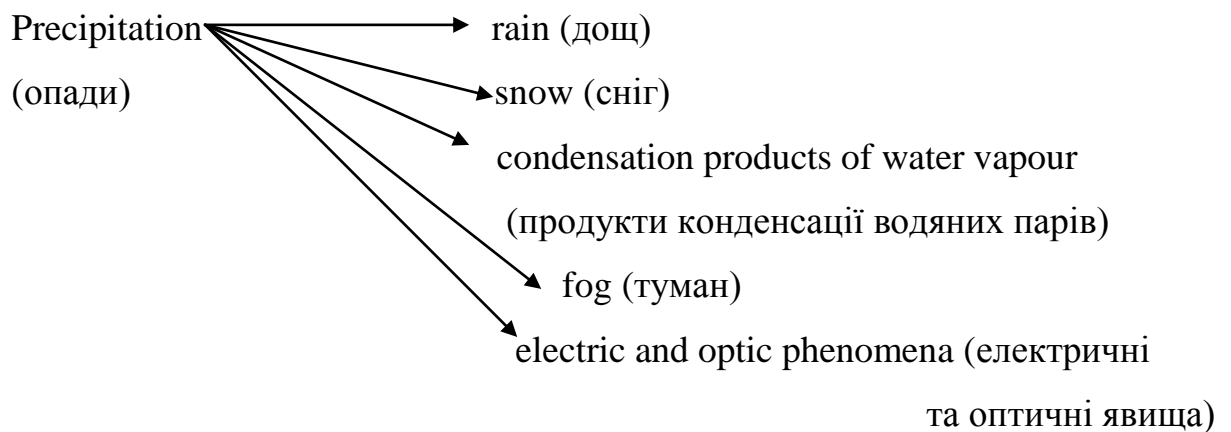 Precipitation rain (дощ)
(опади) snow (сніг)
condensation products of water vapour
(продукти конденсації водяних парів)
fog (туман)
electric and optic phenomena (електричні
та оптичні явища)